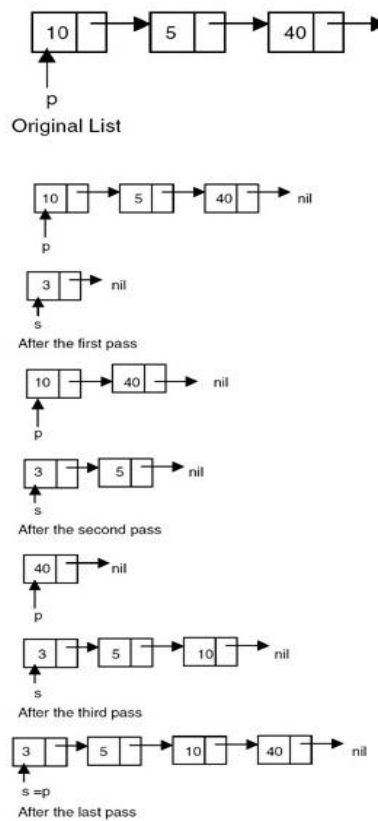 10 5 40
p
Original List
10 5 40 nil
p
3 nil
s
After the first pass
10 40 nil
p
3 5 nil
s
After the second pass
40 nil
p
3 5 10 nil
s
After the third pass
3 5 10 40 nil
s =p
After the last pass